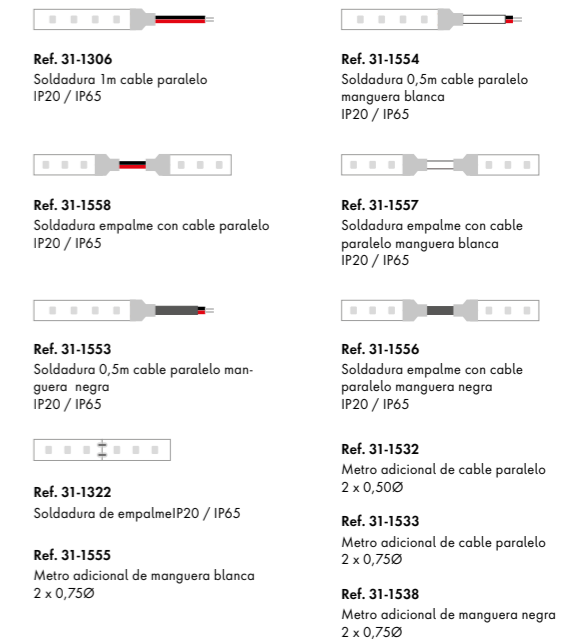 Ref. 31-1306
Soldadura 1m cable paralelo
IP20 / IP65
Ref. 31-1554
Soldadura 0,5m cable paralelo
manguera blanca
IP20 / IP65
Ref. 31-1558
Soldadura empalme con cable paralelo
IP20 / IP65
Ref. 31-1557
Soldadura empalme con cable
paralelo manguera blanca
IP20 / IP65
Ref. 31-1553
Soldadura 0,5m cable paralelo man-
guera  negra
IP20 / IP65
Ref. 31-1556
Soldadura empalme con cable
paralelo manguera negra
IP20 / IP65
Ref. 31-1322
Soldadura de empalmeIP20 / IP65
Ref. 31-1555
Metro adicional de manguera blanca
2 x 0,75Ø
Ref. 31-1532
Metro adicional de cable paralelo
2 x 0,50Ø
Ref. 31-1533
Metro adicional de cable paralelo
2 x 0,75Ø
Ref. 31-1538
Metro adicional de manguera negra
2 x 0,75Ø